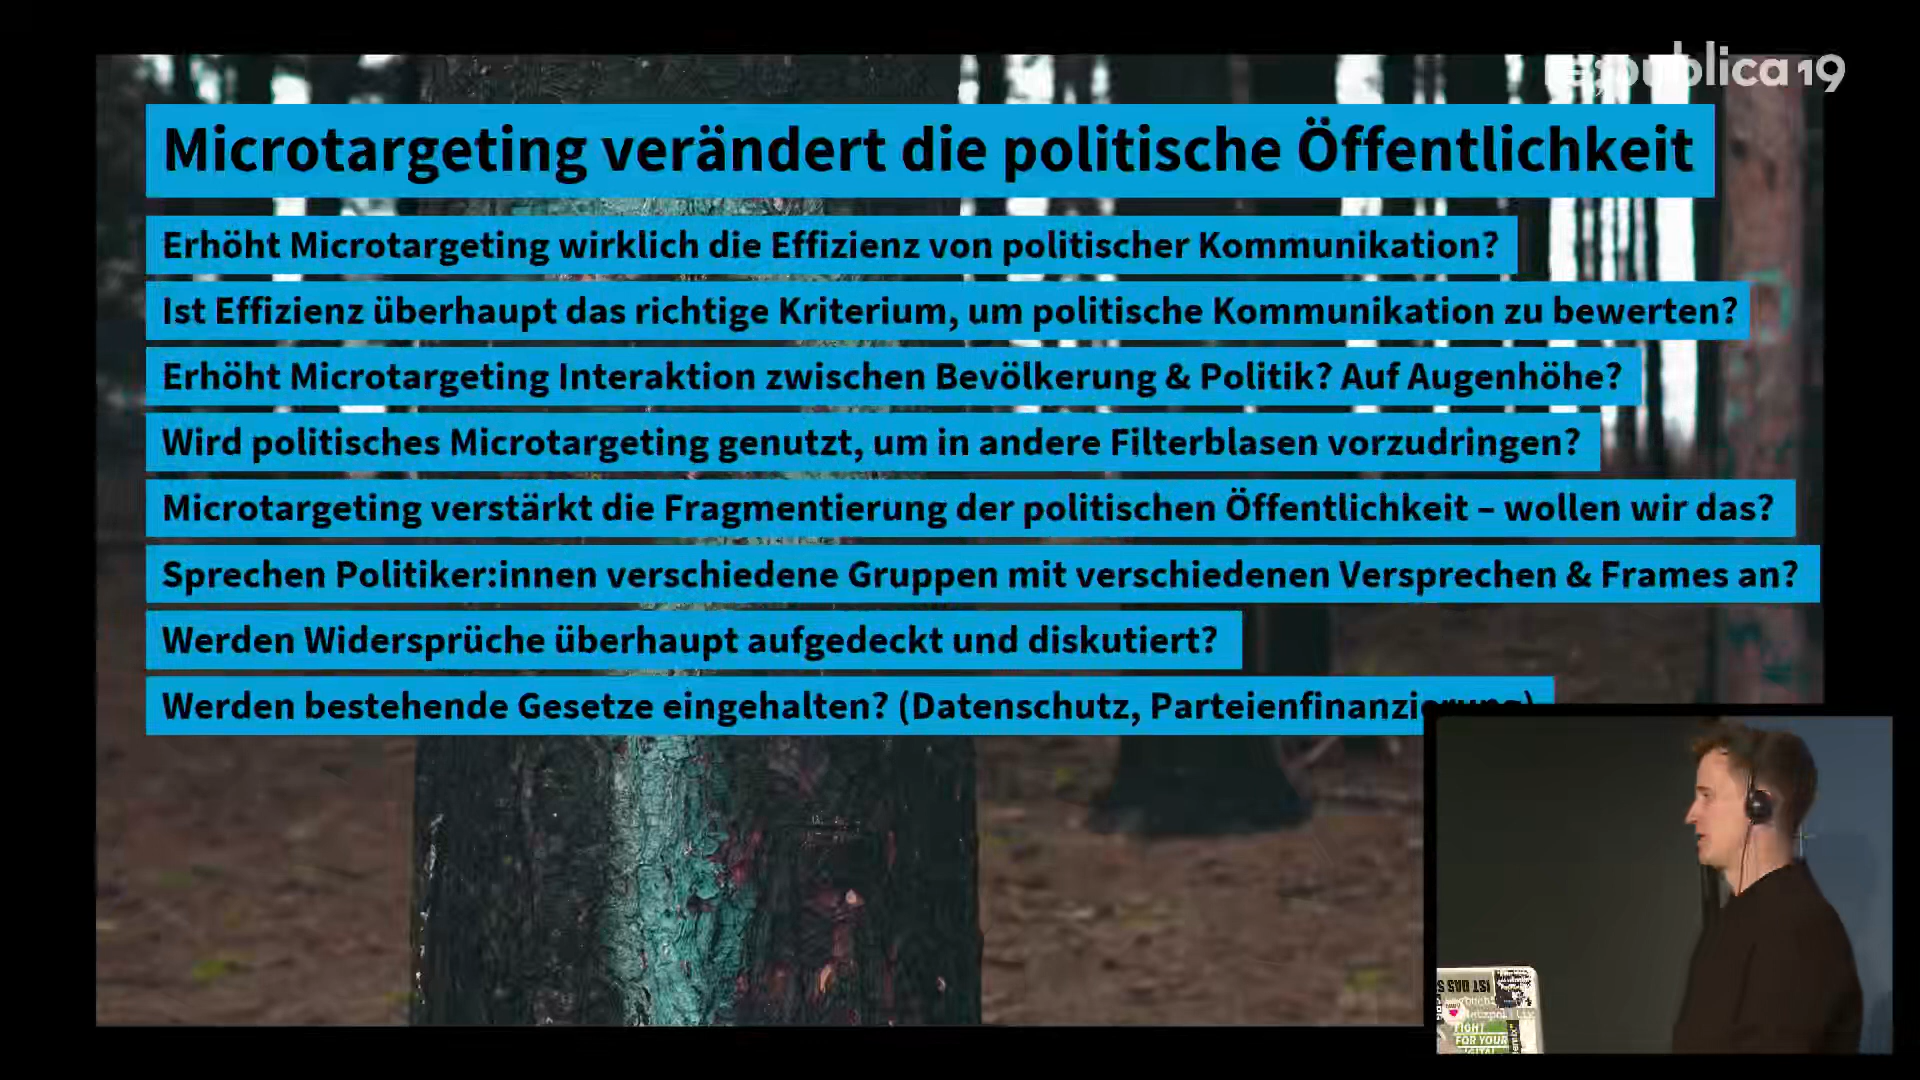 re;publica19
Microtargeting verändert die politische Öffentlichkeit
Erhöht Microtargeting wirklich die Effizienz von politischer Kommunikation?
Ist Effizienz überhaupt das richtige Kriterium, um politische Kommunikation zu bewerten?
Erhöht Microtargeting Interaktion zwischen Bevölkerung & Politik? Auf Augenhöhe?
Wird politisches Microtargeting genutzt, um in andere Filterblasen vorzudringen?
Microtargeting verstärkt die Fragmentierung der politischen Öffentlichkeit – wollen wir das?
Sprechen Politiker:innen verschiedene Gruppen mit verschiedenen Versprechen & Frames an?
Werden Widersprüche überhaupt aufgedeckt und diskutiert?
Werden bestehende Gesetze eingehalten? (Datenschutz, Parteienfinanzierung)
IST DAS
FIGHT
FOR YOUR